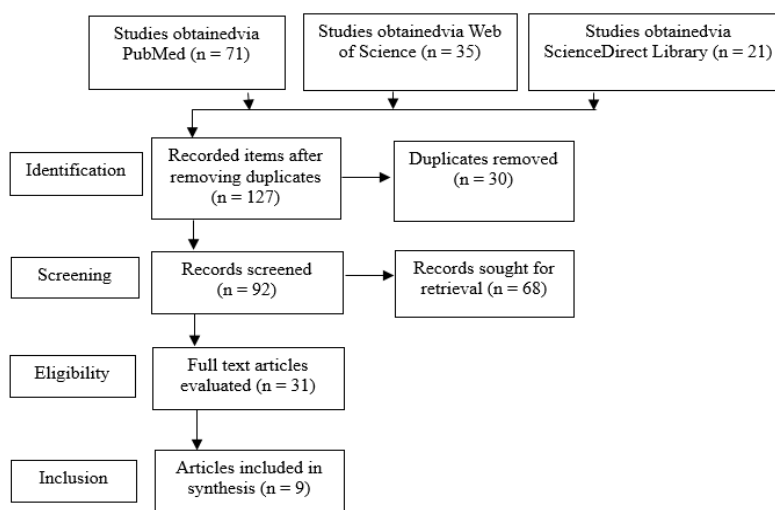 Studies obtainedvia
PubMed (n = 71)
Studies obtainedvia Web
of Science (n = 35)
Studies obtainedvia
ScienceDirect Library (n = 21)
Identification
Recorded items after
removing duplicates
(n = 127)
Duplicates removed
(n = 30)
Screening
Records screened
(n = 92)
Records sought for
retrieval (n = 68)
Eligibility
Full text articles
evaluated (n = 31)
Inclusion
Articles included in
synthesis (n = 9)